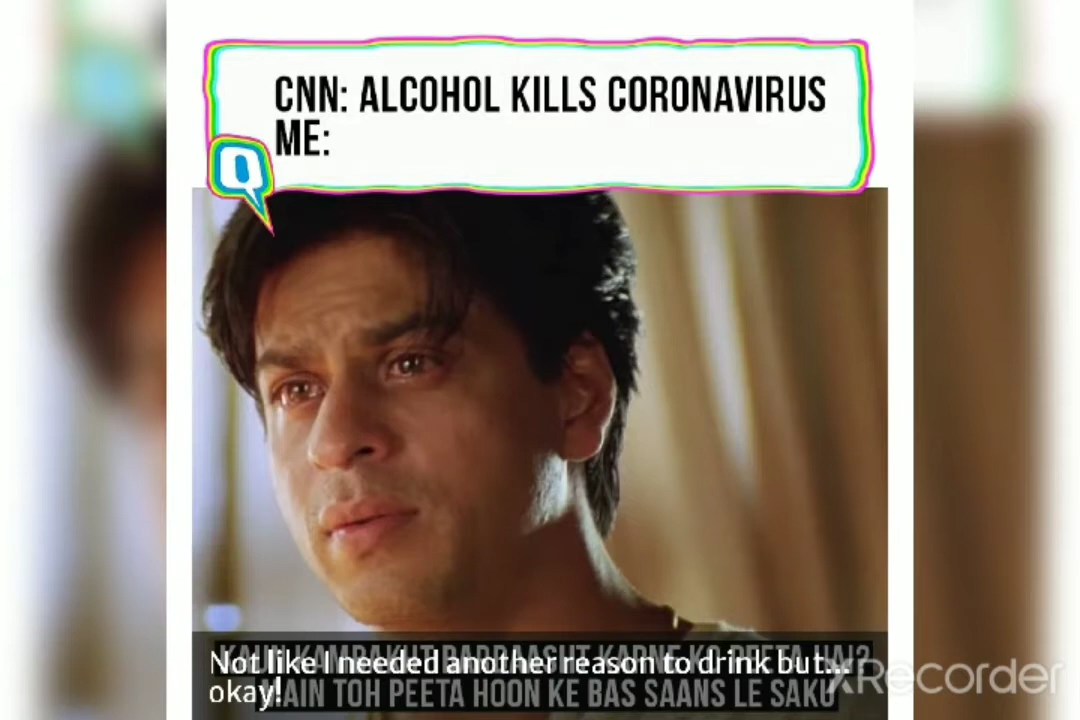 CNN: ALCOHOL KILLS CORONAVIRUS
ME:
Q
Not like I needed another reason to drink but...
okay!
MAIN TOH PEETA HOON KE BAS SAANS LE SAKU
XRecorder